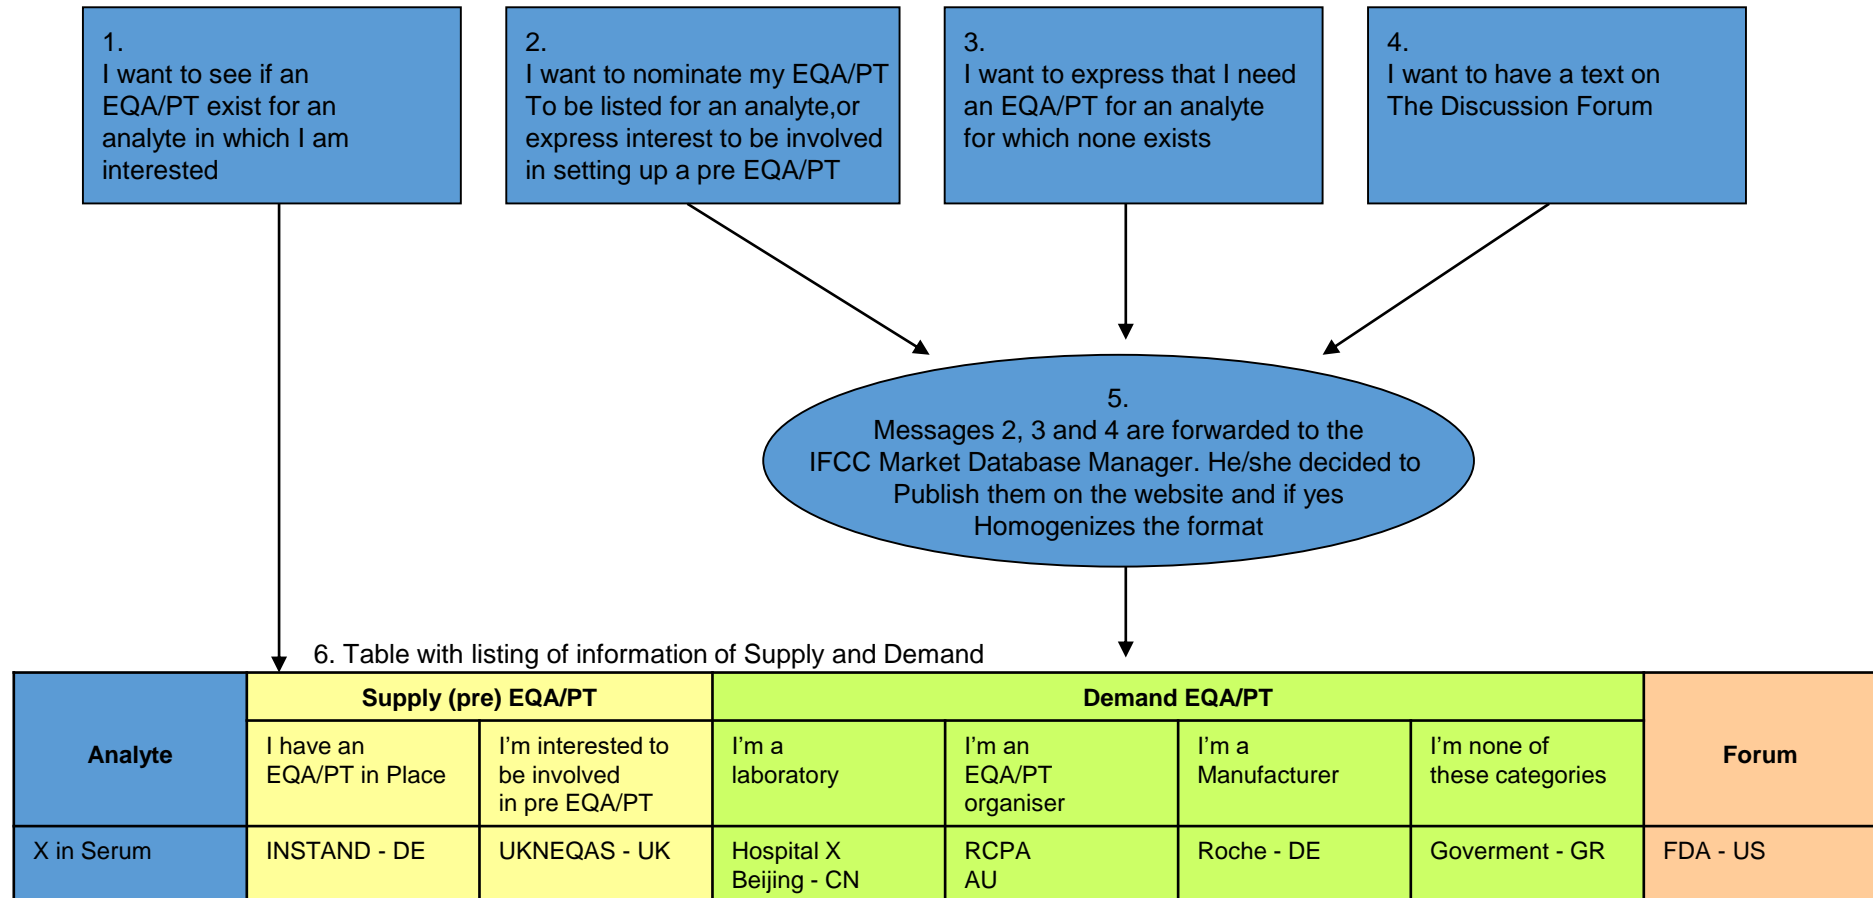 1.
I want to see if an
EQA/PT exist for an
analyte in which I am
interested
2.
I want to nominate my EQA/PT
To be listed for an analyte,or
express interest to be involved
in setting up a pre EQA/PT
3.
I want to express that I need
an EQA/PT for an analyte
for which none exists
4.
I want to have a text on
The Discussion Forum
5.
Messages 2, 3 and 4 are forwarded to the
IFCC Market Database Manager. He/she decided to
Publish them on the website and if yes
Homogenizes the format
6. Table with listing of information of Supply and Demand
Analyte
Supply (pre) EQA/PT
Demand EQA/PT
Forum
I have an
EQA/PT in Place
I'm interested to
be involved
in pre EQA/PT
I'm a
laboratory
I'm an
EQA/PT
organiser
I'm a
Manufacturer
I'm none of
these categories
X in Serum
INSTAND - DE
UKNEQAS - UK
Hospital X
Beijing - CN
RCPA
AU
Roche - DE
Goverment - GR
FDA - US